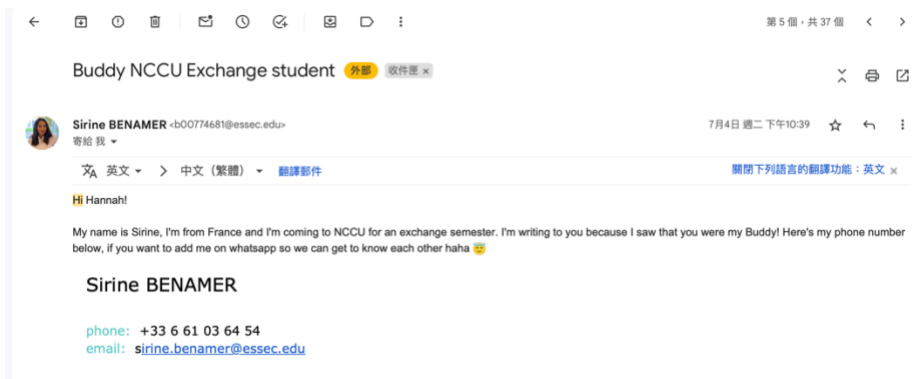 第 5 個，共 37 個
Buddy NCCU Exchange student 外部 收件匣 ×
Sirine BENAMER <b00774681@essec.edu> 7月4日 週二 下午10:39
寄給 我
英文 > 中文（繁體） 翻譯郵件 關閉下列語言的翻譯功能：英文 ×
Hi Hannah!
My name is Sirine, I'm from France and I'm coming to NCCU for an exchange semester. I'm writing to you because I saw that you were my Buddy! Here's my phone number
below, if you want to add me on whatsapp so we can get to know each other haha 😇
Sirine BENAMER
phone: +33 6 61 03 64 54
email: sirine.benamer@essec.edu